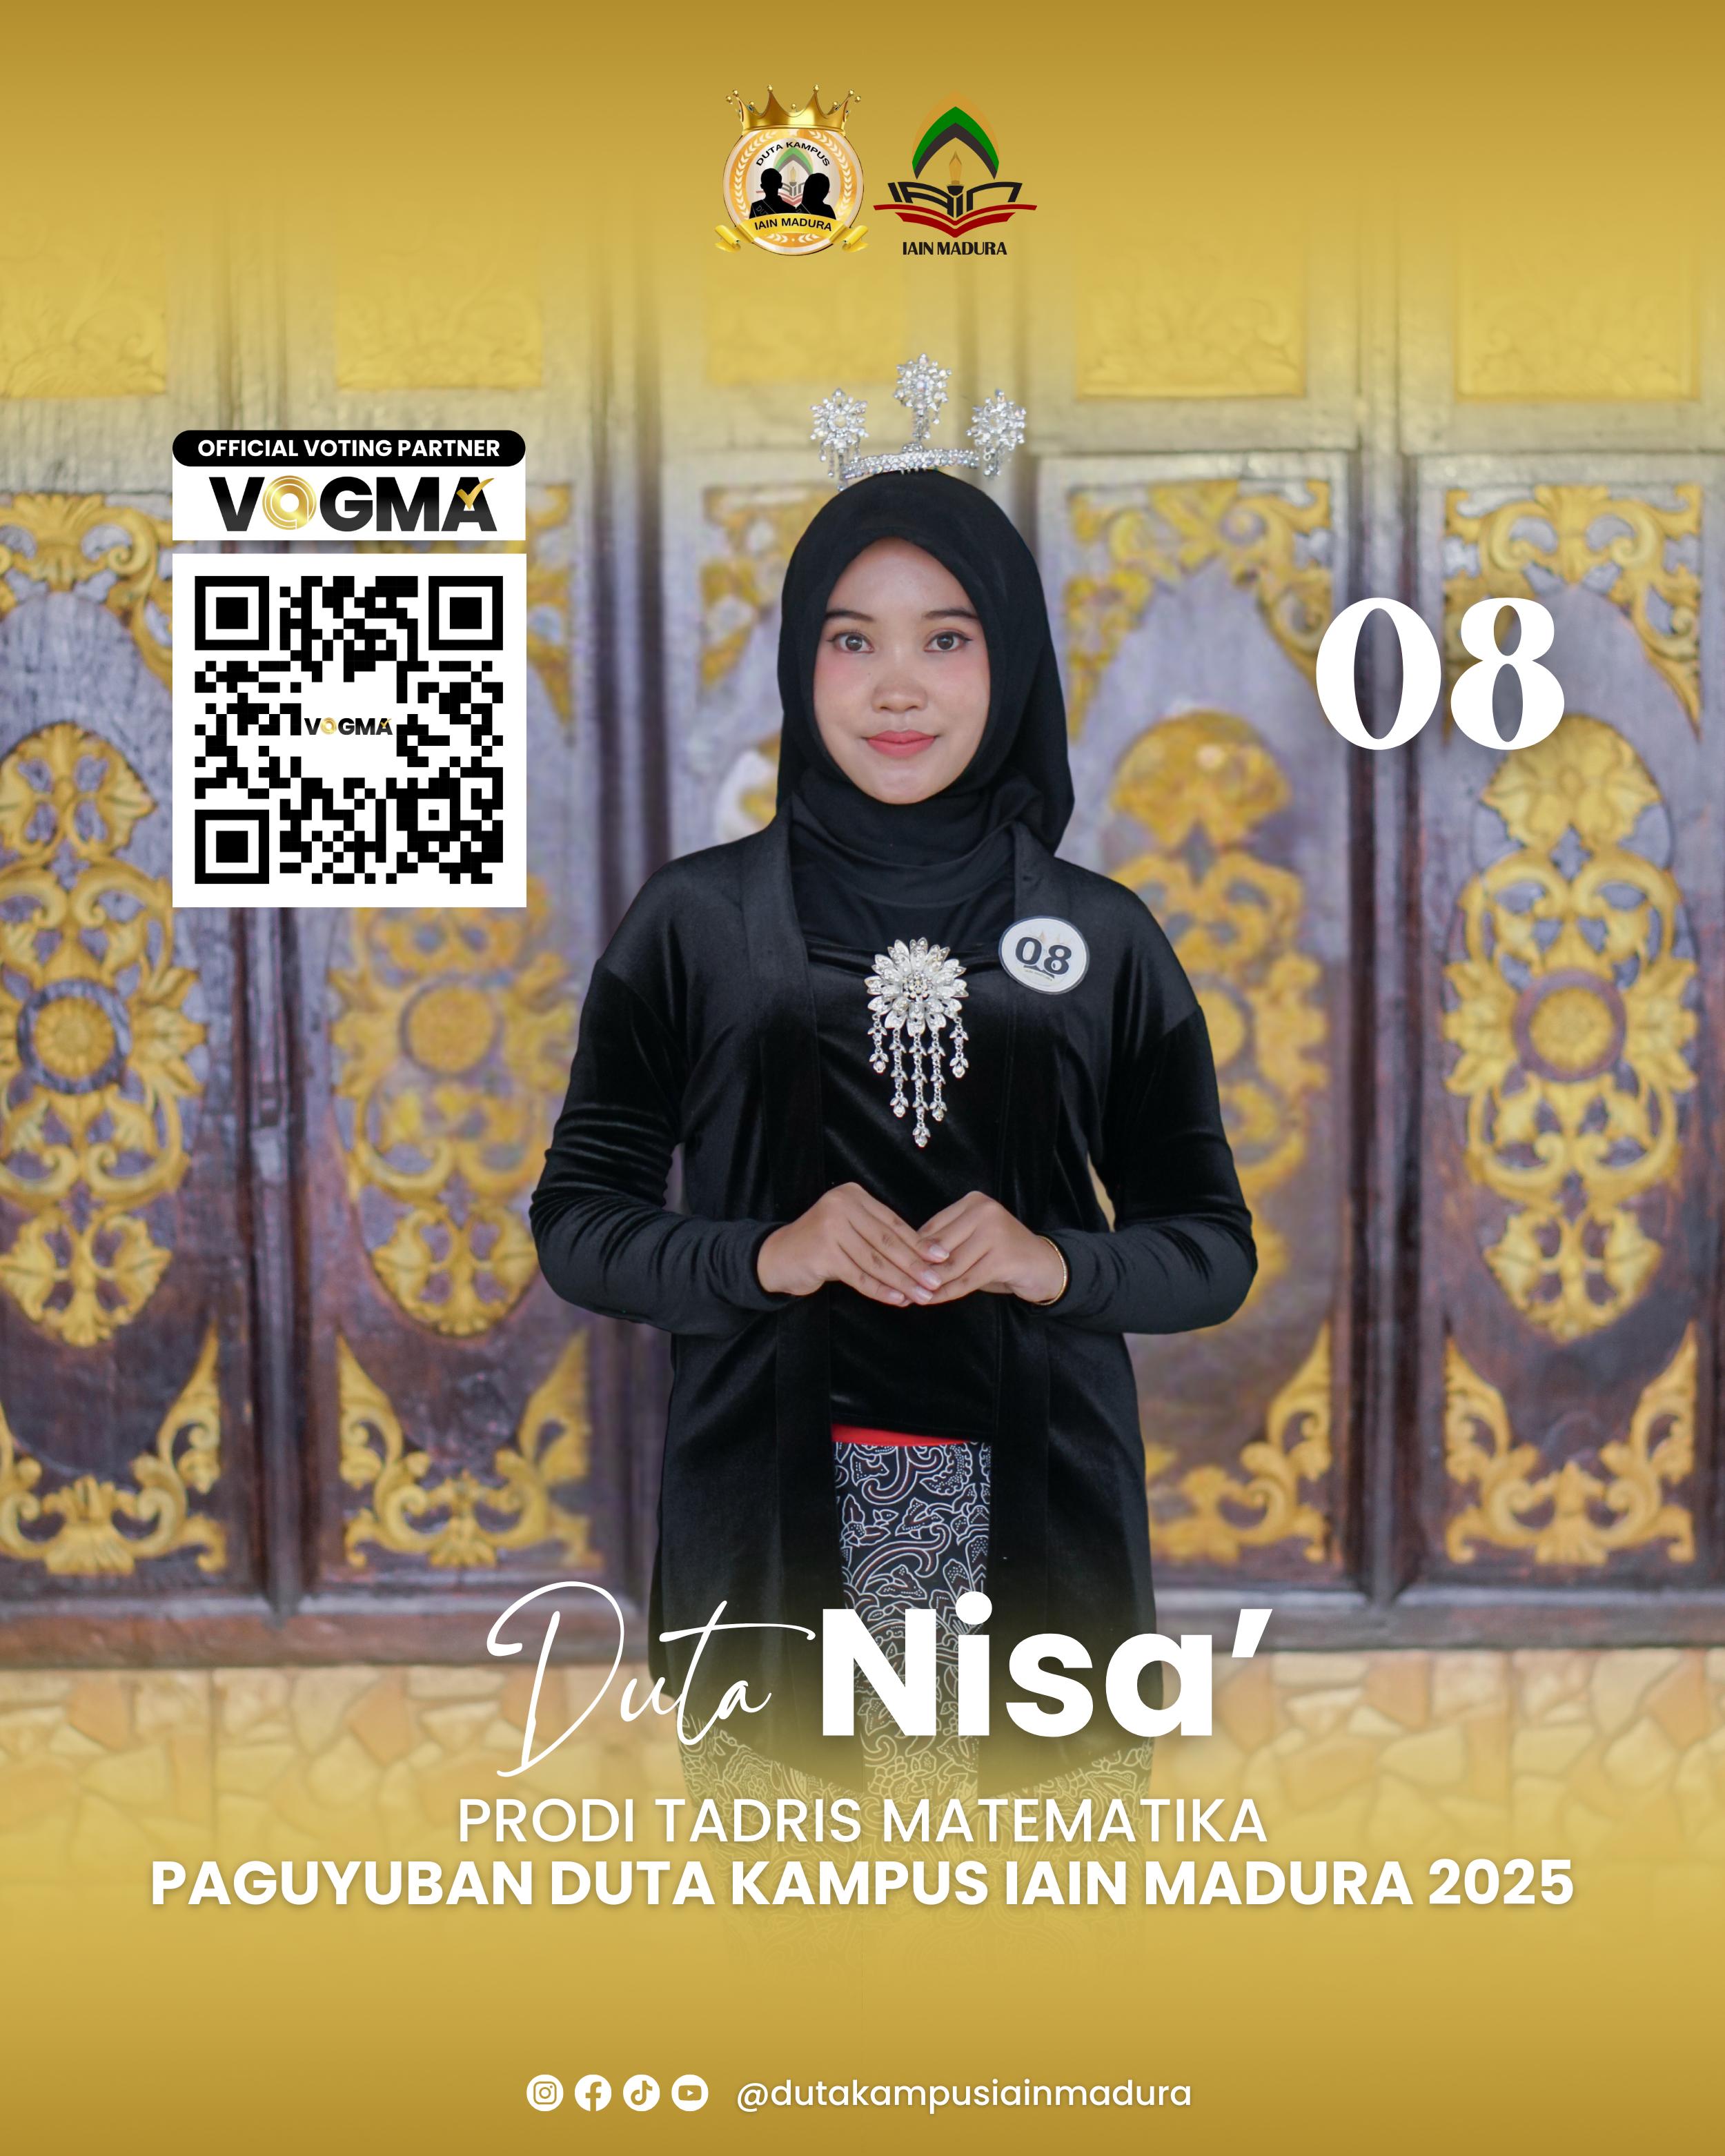 DUTA KAMPUS
IAIN MADURA
IAIN MADURA
OFFICIAL VOTING PARTNER
VOGMA
VOGMA
08
08
Duta Nisa’
PRODI TADRIS MATEMATIKA
PAGUYUBAN DUTA KAMPUS IAIN MADURA 2025
@dutakampusiainmadura